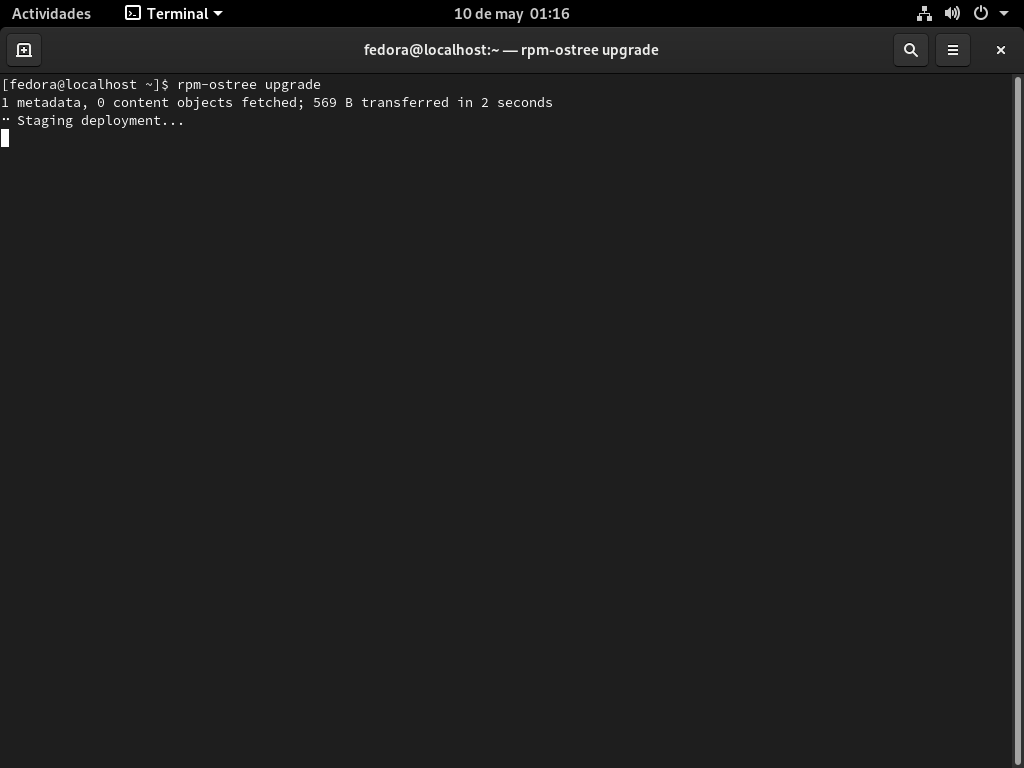 Actividades Terminal 10 de may 01:16
fedora@localhost:~ — rpm-ostree upgrade
[fedora@localhost ~]$ rpm-ostree upgrade
1 metadata, 0 content objects fetched; 569 B transferred in 2 seconds
⠉ Staging deployment...